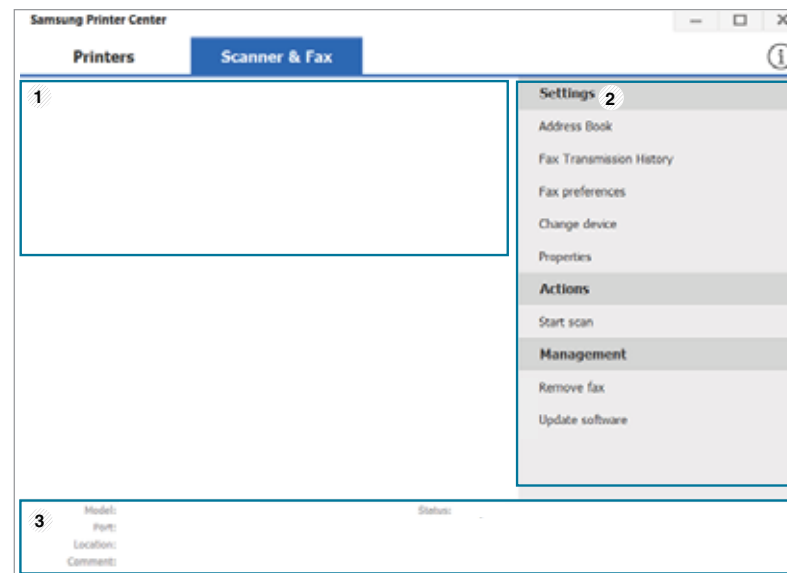 Samsung Printer Center
Printers
Scanner & Fax
i
1
Settings
2
Address Book
Fax Transmission History
Fax preferences
Change device
Properties
Actions
Start scan
Management
Remove fax
Update software
3
Model:
Status:
Port:
Location:
Comment: